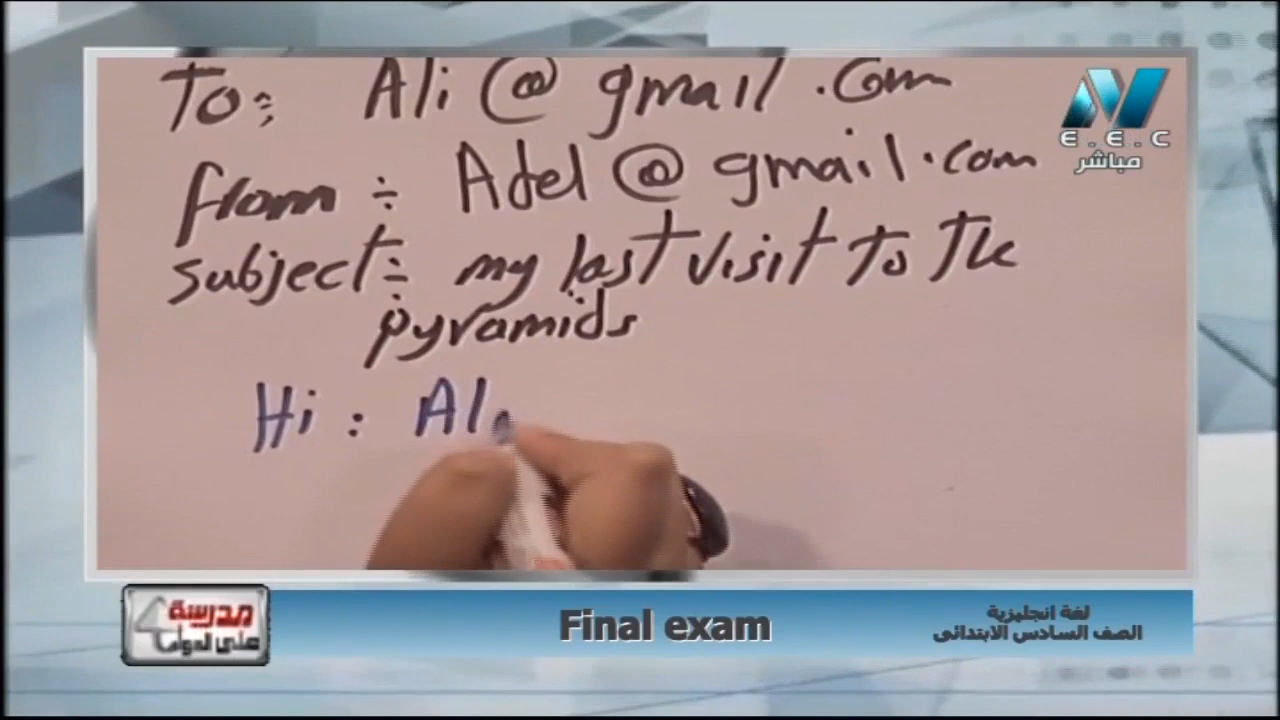 To: Ali@gmail.com
from: Adel@gmail.com
subject: my last visit to the
pyramids
Hi: Al
E.E.C
مباشر
مدرسة
على الهواء
Final exam
لغة انجليزية
الصف السادس الابتدائى